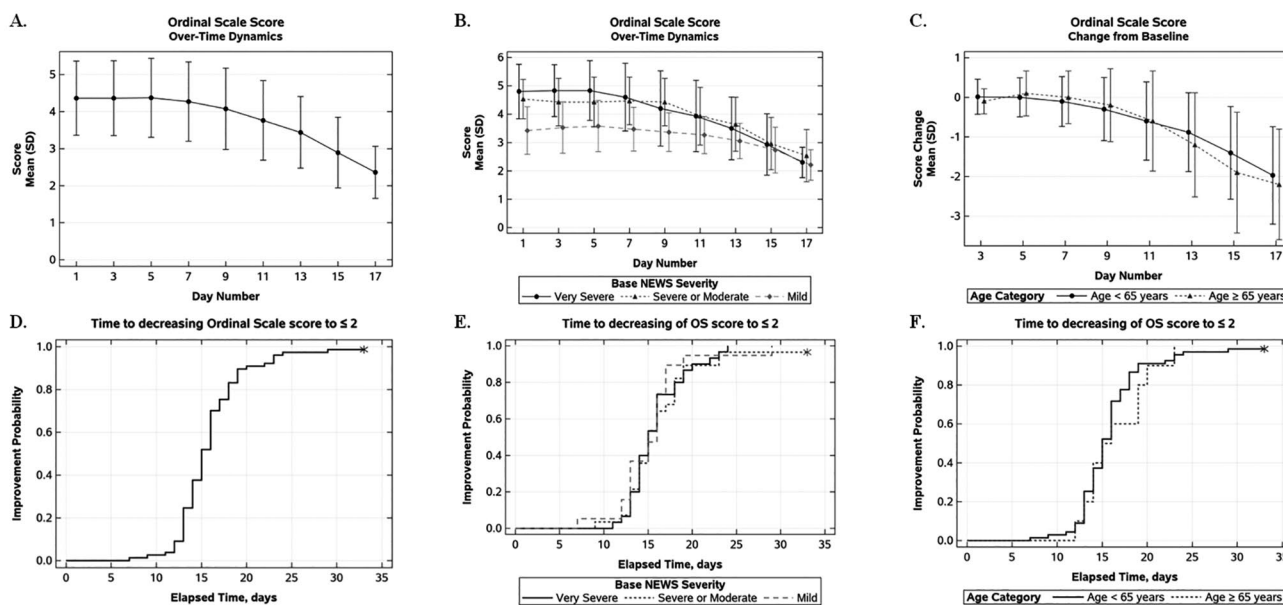 A.
Ordinal Scale Score
Over-Time Dynamics
Score
Mean (SD)
5
4
3
2
1
0
1 3 5 7 9 11 13 15 17
Day Number
B.
Ordinal Scale Score
Over-Time Dynamics
Score
Mean (SD)
6
5
4
3
2
1
0
1 3 5 7 9 11 13 15 17
Day Number
Base NEWS Severity
Very Severe Severe or Moderate Mild
C.
Ordinal Scale Score
Change from Baseline
Score Change
Mean (SD)
1
0
-1
-2
-3
3 5 7 9 11 13 15 17
Day Number
Age Category Age < 65 years Age ≥ 65 years
D.
Time to decreasing Ordinal Scale score to ≤ 2
Improvement Probability
1.0
0.8
0.6
0.4
0.2
0.0
0 5 10 15 20 25 30 35
Elapsed Time, days
E.
Time to decreasing of OS score to ≤ 2
Improvement Probability
1.0
0.8
0.6
0.4
0.2
0.0
0 5 10 15 20 25 30 35
Elapsed Time, days
Base NEWS Severity
Very Severe Severe or Moderate Mild
F.
Time to decreasing of OS score to ≤ 2
Improvement Probability
1.0
0.8
0.6
0.4
0.2
0.0
0 5 10 15 20 25 30 35
Elapsed Time, days
Age Category Age < 65 years Age ≥ 65 years